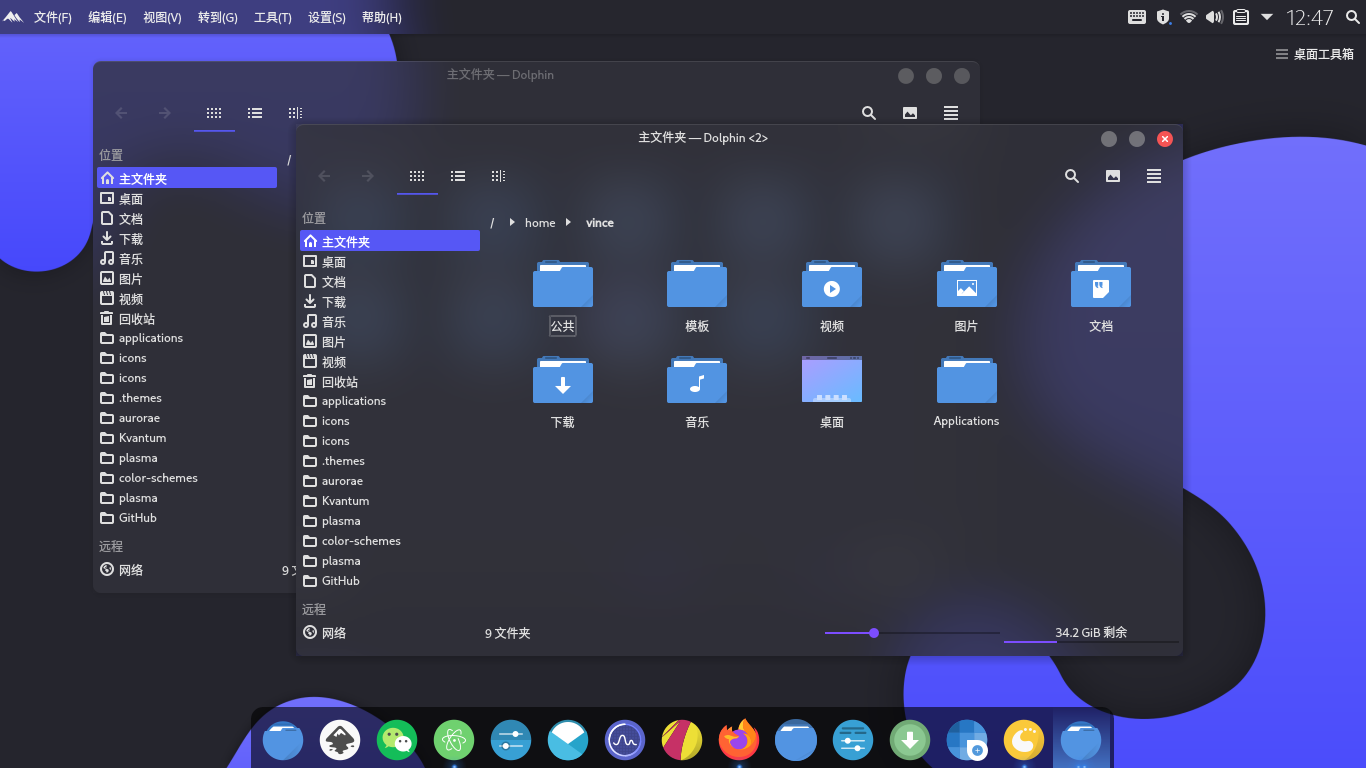 文件(F) 编辑(E) 视图(V) 转到(G) 工具(T) 设置(S) 帮助(H) 12:47
桌面工具箱
主文件夹 — Dolphin
位置
/
主文件夹
桌面
文档
下载
音乐
图片
视频
回收站
applications
icons
icons
.themes
aurorae
Kvantum
plasma
color-schemes
plasma
GitHub
远程
网络
9
主文件夹 — Dolphin <2>
/ home vince
位置
主文件夹
桌面
文档
下载
音乐
图片
视频
回收站
applications
icons
icons
.themes
aurorae
Kvantum
plasma
color-schemes
plasma
GitHub
远程
网络
公共 模板 视频 图片 文档
下载 音乐 桌面 Applications
9 文件夹 34.2 GiB 剩余